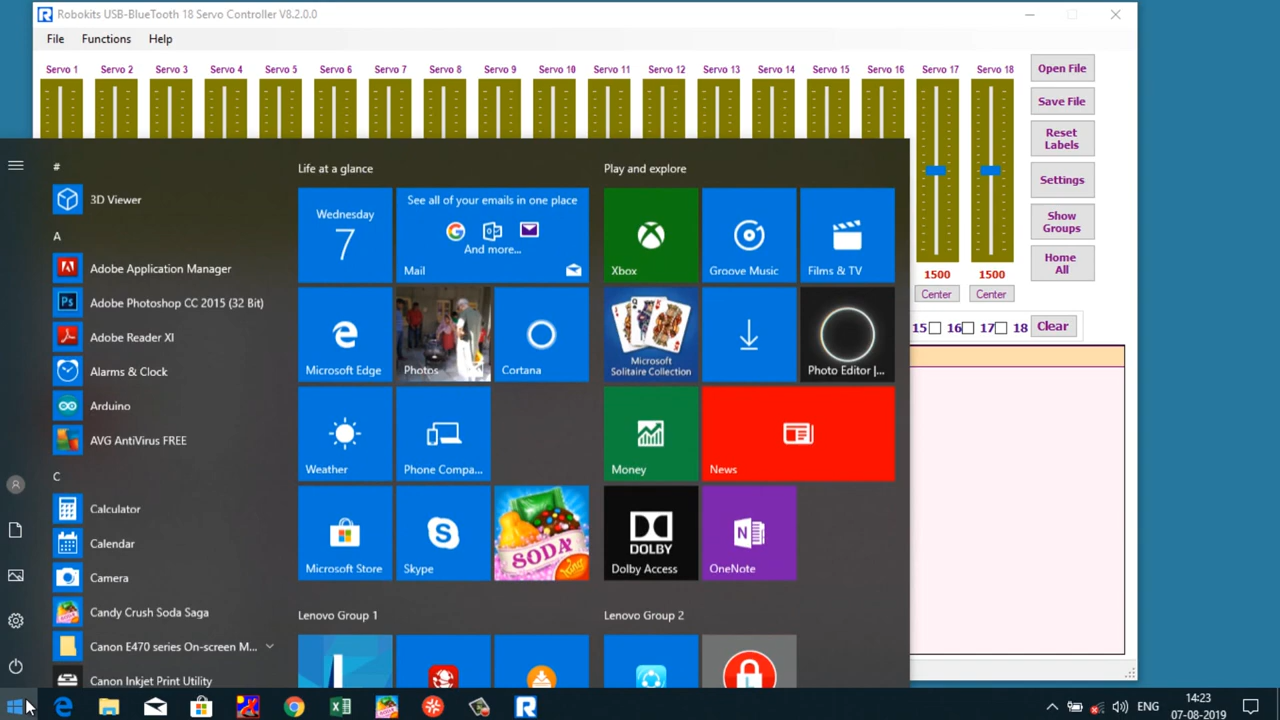 Robokits USB-BlueTooth 18 Servo Controller V8.2.0.0
File Functions Help
Servo 1 Servo 2 Servo 3 Servo 4 Servo 5 Servo 6 Servo 7 Servo 8 Servo 9 Servo 10 Servo 11 Servo 12 Servo 13 Servo 14 Servo 15 Servo 16 Servo 17 Servo 18
Open File
Save File
Reset
Labels
Settings
Show
Groups
Home
All
1500 1500
Center Center
15 16 17 18 Clear
#
3D Viewer
A
Adobe Application Manager
Adobe Photoshop CC 2015 (32 Bit)
Adobe Reader XI
Alarms & Clock
Arduino
AVG AntiVirus FREE
C
Calculator
Calendar
Camera
Candy Crush Soda Saga
Canon E470 series On-screen M...
Canon Inkjet Print Utility
Life at a glance
Wednesday
7
See all of your emails in one place
And more...
Mail
Microsoft Edge
Photos
Cortana
Weather
Phone Compa...
Microsoft Store
Skype
SODA
King
Lenovo Group 1
Play and explore
Xbox
Groove Music
Films & TV
Microsoft
Solitaire Collection
Photo Editor |...
Money
News
DOLBY
Dolby Access
OneNote
Lenovo Group 2
ENG
14:23
07-08-2019